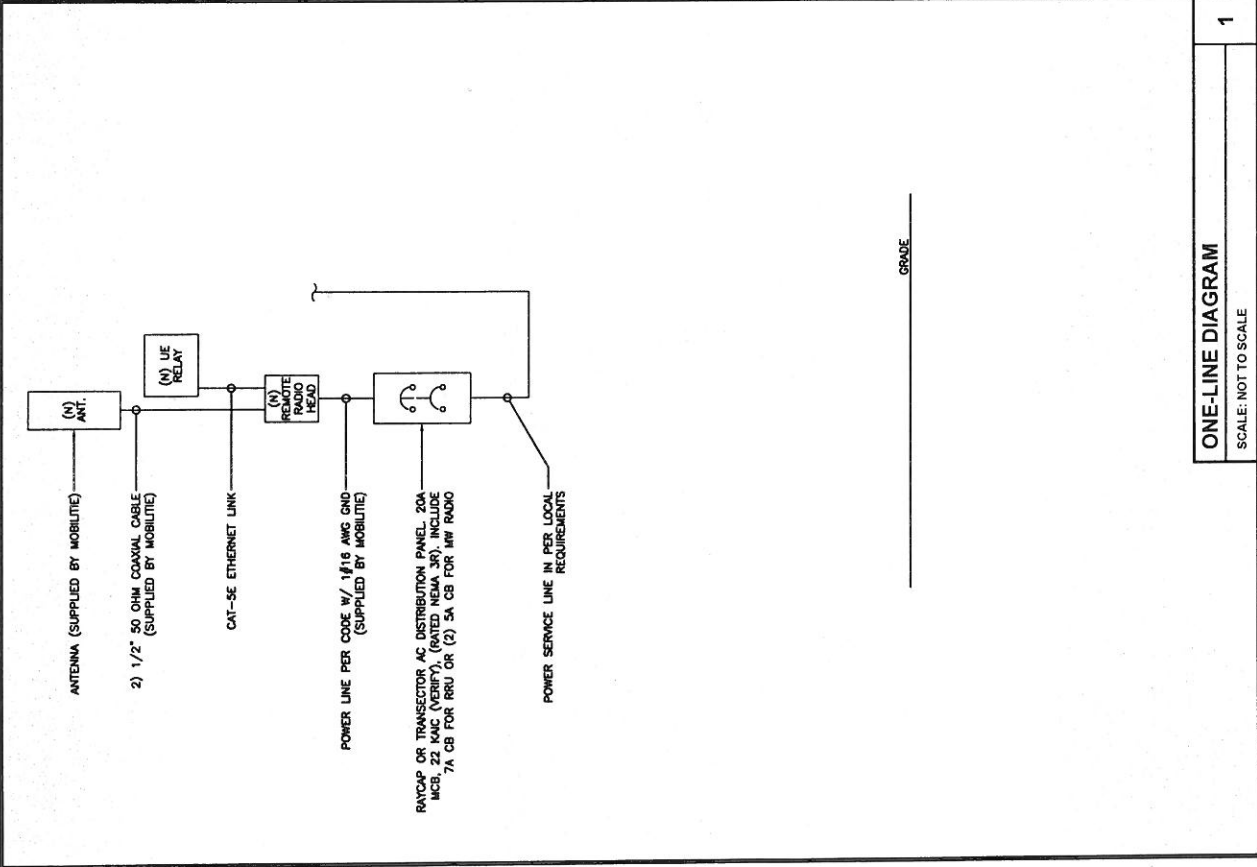 (N)
ANT.
(N) UE
RELAY
(N)
REMOTE
RADIO
HEAD
ANTENNA (SUPPLIED BY MOBILITIE)
2) 1/2" 50 OHM COAXIAL CABLE
(SUPPLIED BY MOBILITIE)
CAT-5E ETHERNET LINK
POWER LINE PER CODE W/ 1#16 AWG GND
(SUPPLIED BY MOBILITIE)
RAYCAP OR TRANSECTOR AC DISTRIBUTION PANEL. 20A
MCB, 22 KAIC (VERIFY), (RATED NEMA 3R). INCLUDE
7A CB FOR RRU OR (2) 5A CB FOR MW RADIO
POWER SERVICE LINE IN PER LOCAL
REQUIREMENTS
GRADE
ONE-LINE DIAGRAM
SCALE: NOT TO SCALE
1